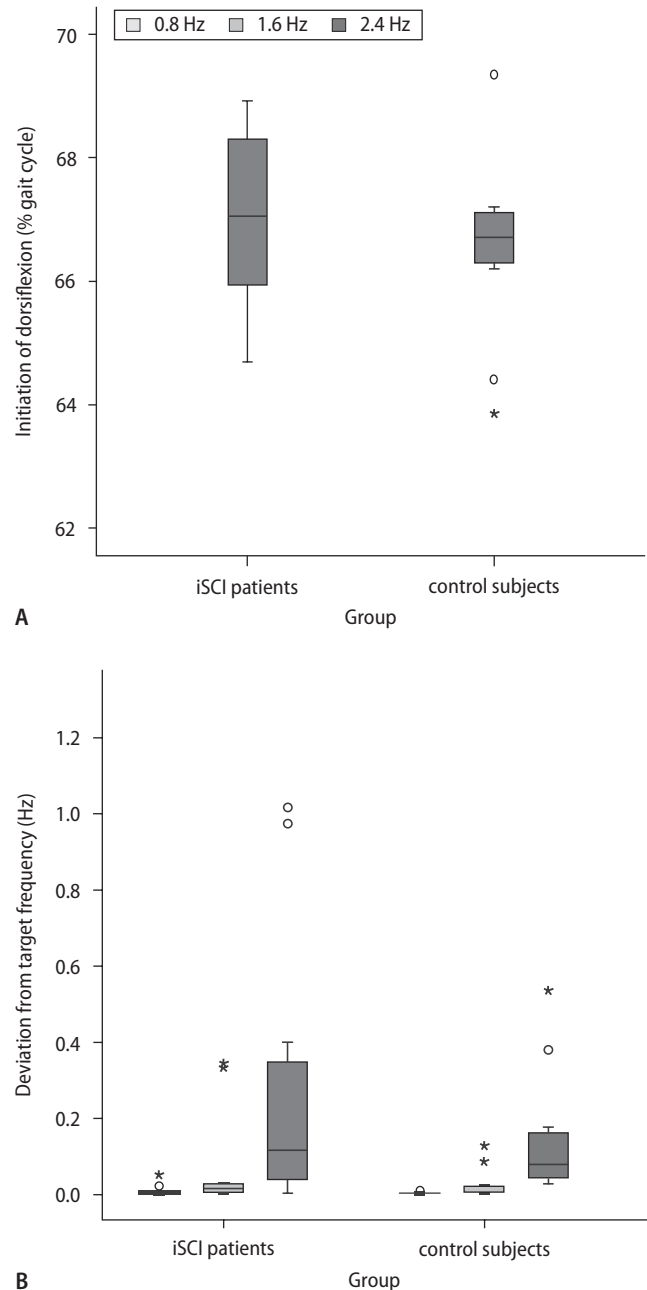 0.8 Hz 1.6 Hz 2.4 Hz
70
68
66
64
62
Initiation of dorsiflexion (% gait cycle)
iSCI patients control subjects
A Group
1.2
1.0
0.8
0.6
0.4
0.2
0.0
Deviation from target frequency (Hz)
iSCI patients control subjects
B Group